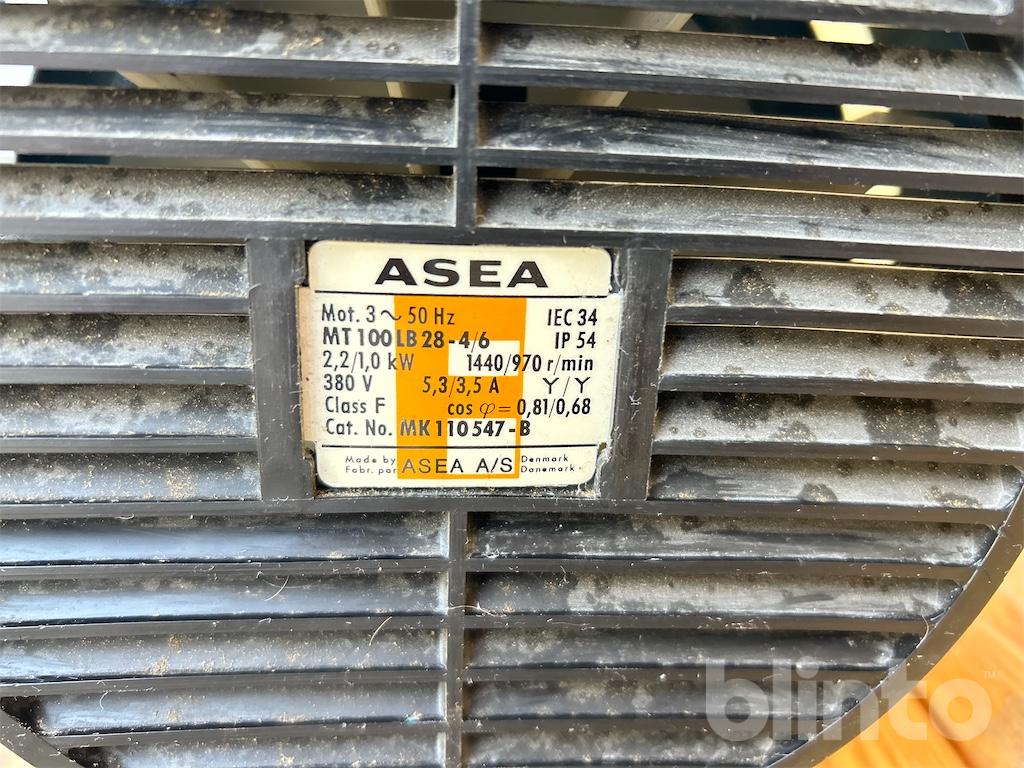 ASEA
Mot. 3~50 Hz IEC 34
MT 100 LB 28-4/6 IP 54
2,2/1,0 kW 1440/970 r/min
380 V 5,3/3,5 A Y/Y
Class F cos φ = 0,81/0,68
Cat. No. MK 110 547-B
Made by ASEA A/S Denmark
Fabr. par Danemark
blinto™